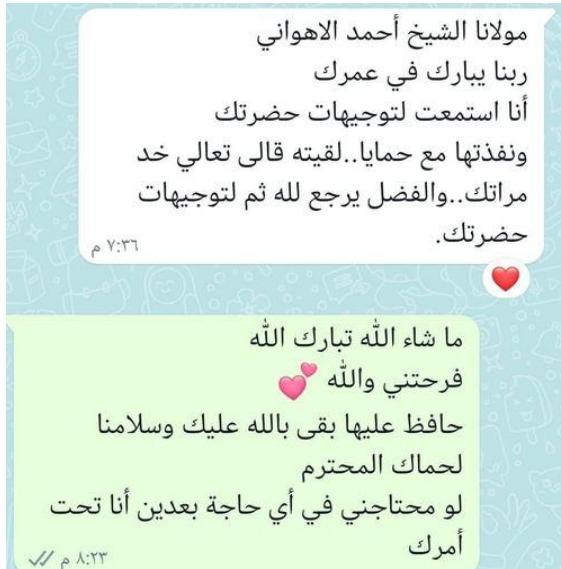 مولانا الشيخ أحمد الاهواني
ربنا يبارك في عمرك
أنا استمعت لتوجيهات حضرتك
ونفذتها مع حمايا..لقيته قالى تعالي خد
مراتك..والفضل يرجع لله ثم لتوجيهات
حضرتك.
٧:٣٦ م
ما شاء الله تبارك الله
فرحتني والله 💕
حافظ عليها بقى بالله عليك وسلامنا
لحماك المحترم
لو محتاجني في أي حاجة بعدين أنا تحت
أمرك
٨:٢٣ م